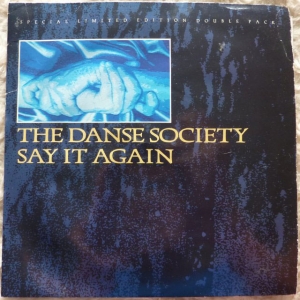 SPECIAL LIMITED EDITION DOUBLE PACK
THE DANSE SOCIETY
SAY IT AGAIN